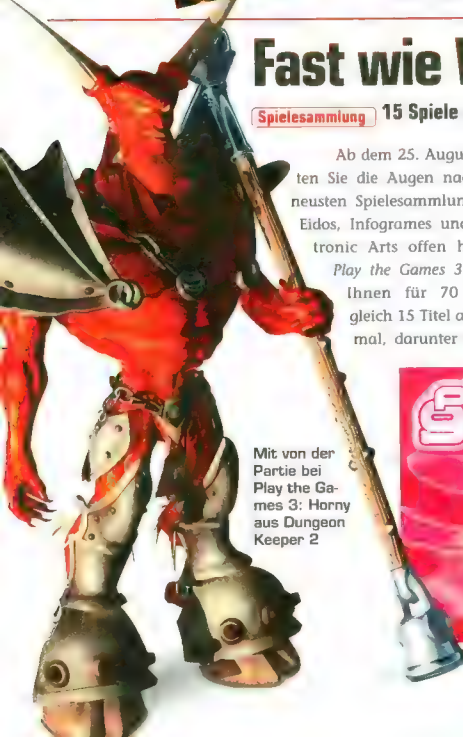 Fast wie
Spielesammlung 15 Spiele
Ab dem 25. Augu
ten Sie die Augen na
neusten Spielesammlun
Eidos, Infogrames un
tronic Arts offen h
Play the Games 3
Ihnen für 70
gleich 15 Titel a
mal, darunter
Mit von der
Partie bei
Play the Ga-
mes 3: Horny
aus Dungeon
Keeper 2